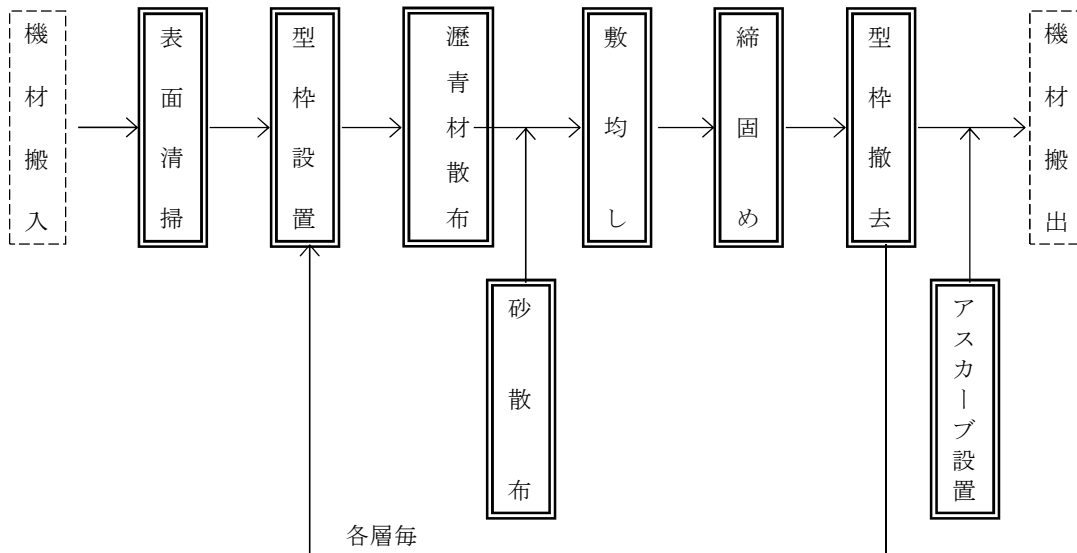 機材搬入
表面清掃
型枠設置
瀝青材散布
敷均し
締固め
型枠撤去
機材搬出
砂散布
アスカーブ設置
各層毎